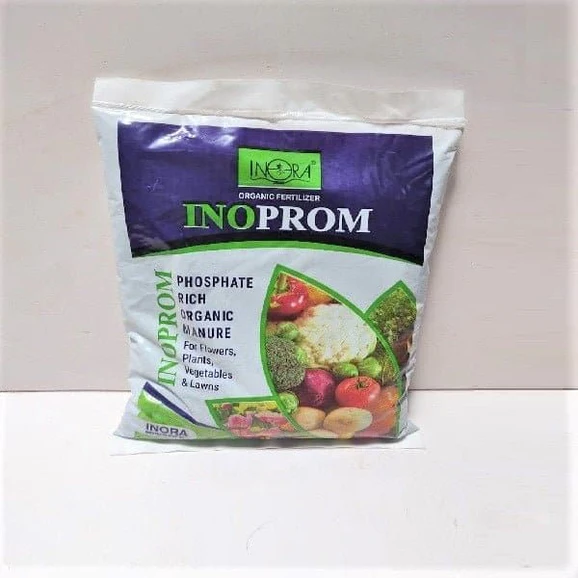 INORA®
ORGANIC FERTILIZER
INOPROM
INOPROM
PHOSPHATE
RICH
ORGANIC
MANURE
For Flowers,
Plants,
Vegetables
& Lawns
INORA